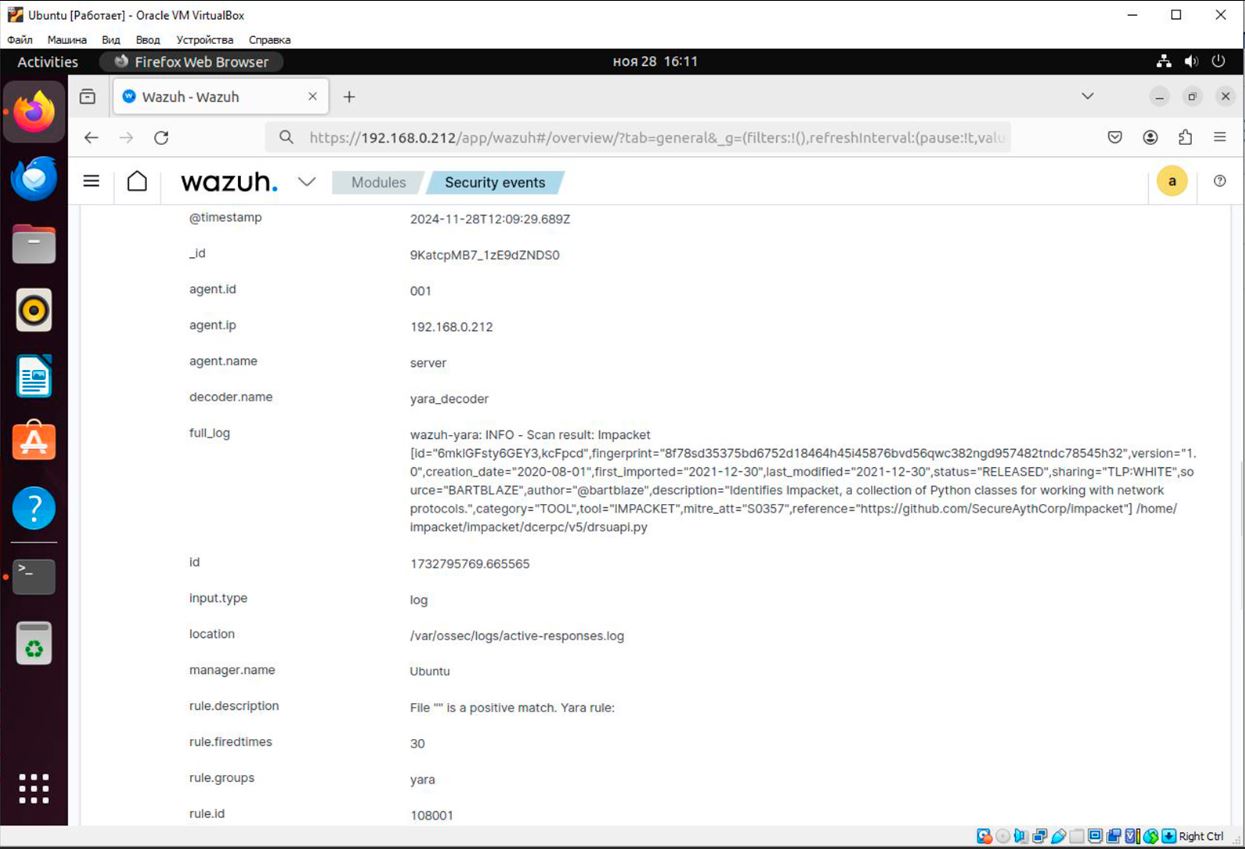 Ubuntu [Работает] - Oracle VM VirtualBox
Файл Машина Вид Ввод Устройства Справка
Activities Firefox Web Browser ноя 28 16:11
Wazuh - Wazuh
https://192.168.0.212/app/wazuh#/overview/?tab=general&_g=(filters:!(),refreshInterval:(pause:!t,valu
wazuh. Modules Security events a
@timestamp 2024-11-28T12:09:29.689Z
_id 9KatcpMB7_1zE9dZNDS0
agent.id 001
agent.ip 192.168.0.212
agent.name server
decoder.name yara_decoder
full_log wazuh-yara: INFO - Scan result: Impacket
[id="6mkIGFsty6GEY3,kcFpcd",fingerprint="8f78sd35375bd6752d18464h45i45876bvd56qwc382ngd957482tndc78545h32",version="1.
0",creation_date="2020-08-01",first_imported="2021-12-30",last_modified="2021-12-30",status="RELEASED",sharing="TLP:WHITE",so
urce="BARTBLAZE",author="@bartblaze",description="Identifies Impacket, a collection of Python classes for working with network
protocols.",category="TOOL",tool="IMPACKET",mitre_att="S0357",reference="https://github.com/SecureAythCorp/impacket"] /home/
impacket/impacket/dcerpc/v5/drsuapi.py
id 1732795769.665565
input.type log
location /var/ossec/logs/active-responses.log
manager.name Ubuntu
rule.description File "" is a positive match. Yara rule:
rule.firedtimes 30
rule.groups yara
rule.id 108001
Right Ctrl